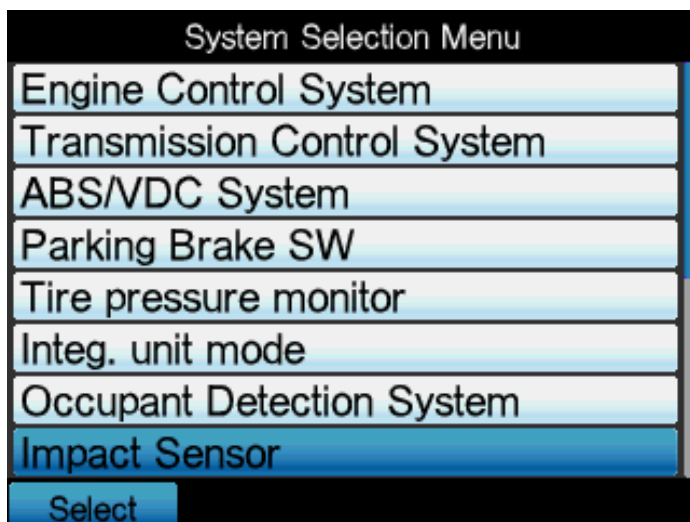 System Selection Menu
Engine Control System
Transmission Control System
ABS/VDC System
Parking Brake SW
Tire pressure monitor
Integ. unit mode
Occupant Detection System
Impact Sensor
Select